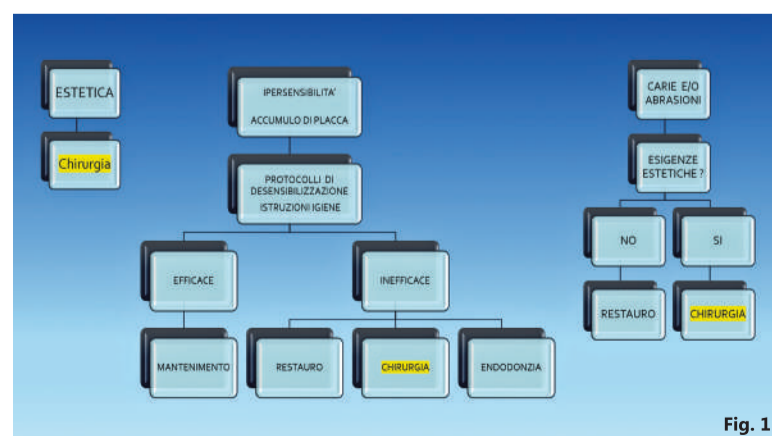 ESTETICA
Chirurgia
IPERSENSIBILITA'
ACCUMULO DI PLACCA
PROTOCOLLI DI
DESENSIBILIZZAZIONE
ISTRUZIONI IGIENE
EFFICACE
INEFFICACE
MANTENIMENTO
RESTAURO
CHIRURGIA
ENDODONZIA
CARIE E/O
ABRASIONI
ESIGENZE
ESTETICHE ?
NO
SI
RESTAURO
CHIRURGIA
Fig. 1